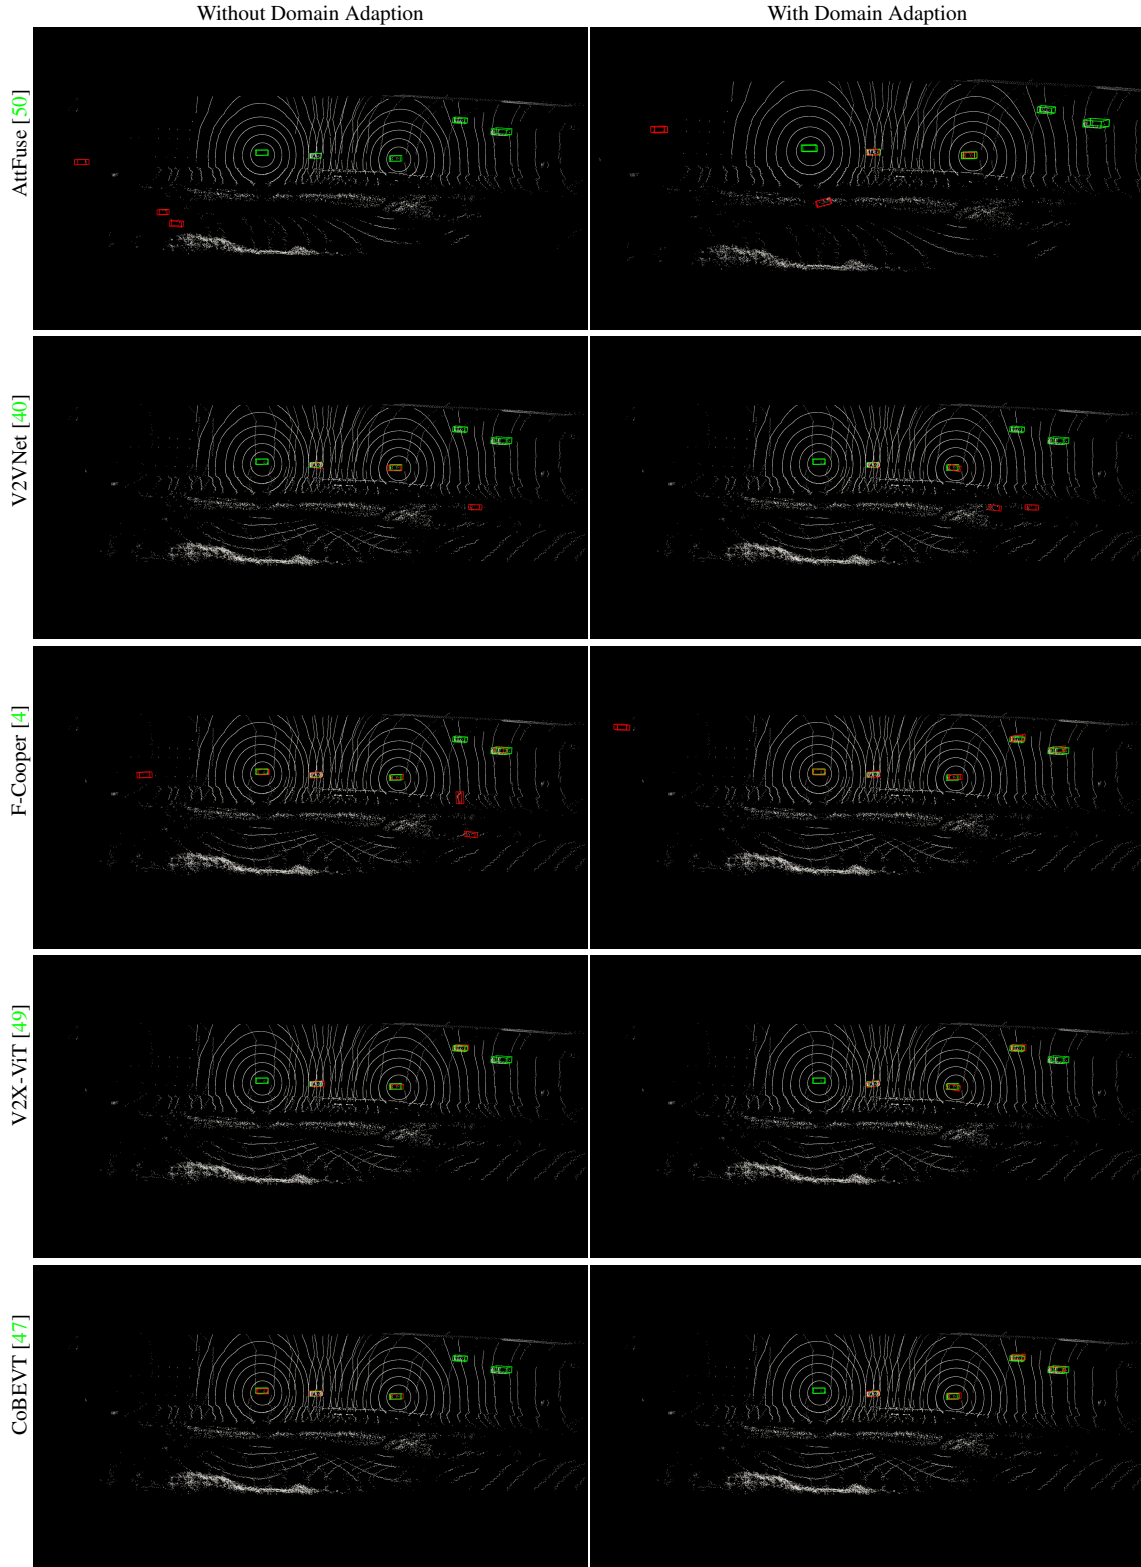 Without Domain Adaption
With Domain Adaption
AttFuse [50]
V2VNet [40]
F-Cooper [4]
V2X-ViT [49]
CoBEVT [47]